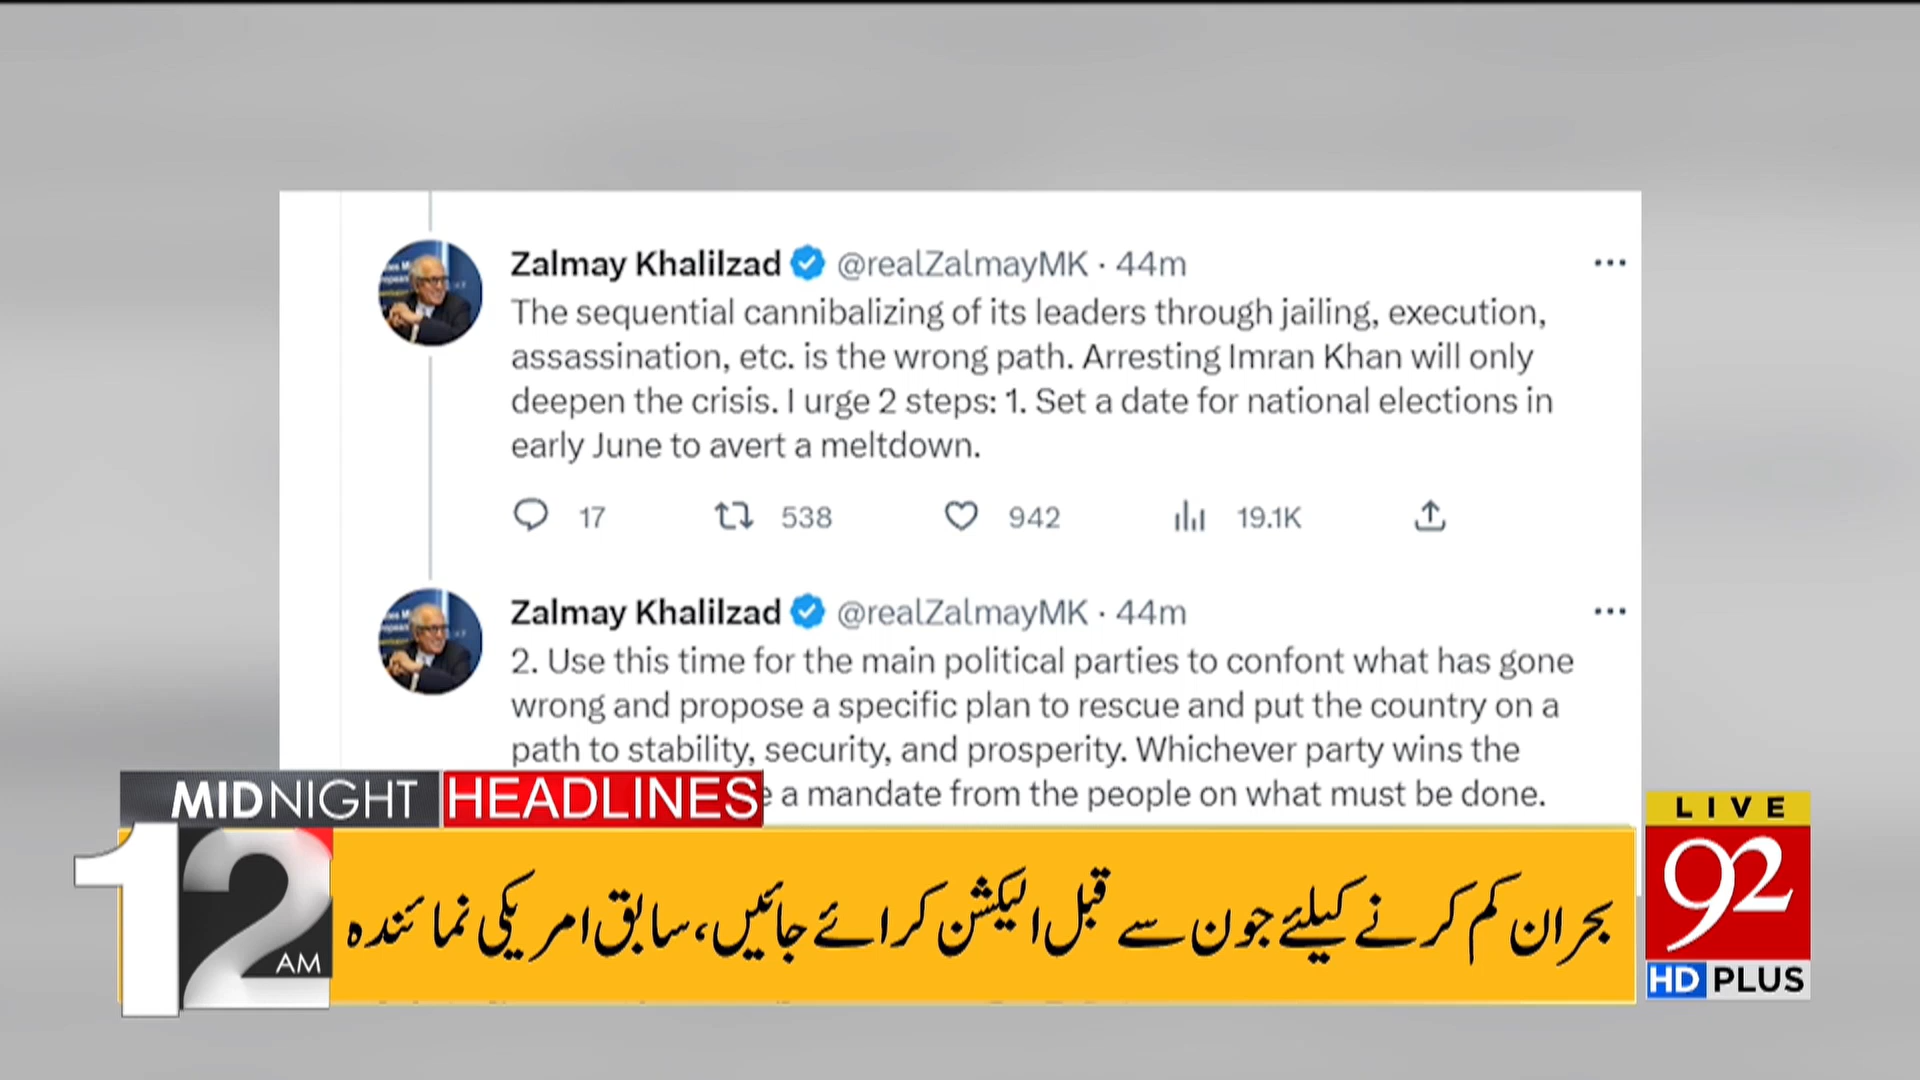 Zalmay Khalilzad @realZalmayMK · 44m
The sequential cannibalizing of its leaders through jailing, execution,
assassination, etc. is the wrong path. Arresting Imran Khan will only
deepen the crisis. I urge 2 steps: 1. Set a date for national elections in
early June to avert a meltdown.
17 538 942 19.1K
Zalmay Khalilzad @realZalmayMK · 44m
2. Use this time for the main political parties to confont what has gone
wrong and propose a specific plan to rescue and put the country on a
path to stability, security, and prosperity. Whichever party wins the
a mandate from the people on what must be done.
MIDNIGHT HEADLINES
12 AM
بحران کم کرنے کیلئے جون سے قبل الیکشن کرائے جائیں، سابق امریکی نمائندہ
LIVE
92
HD PLUS